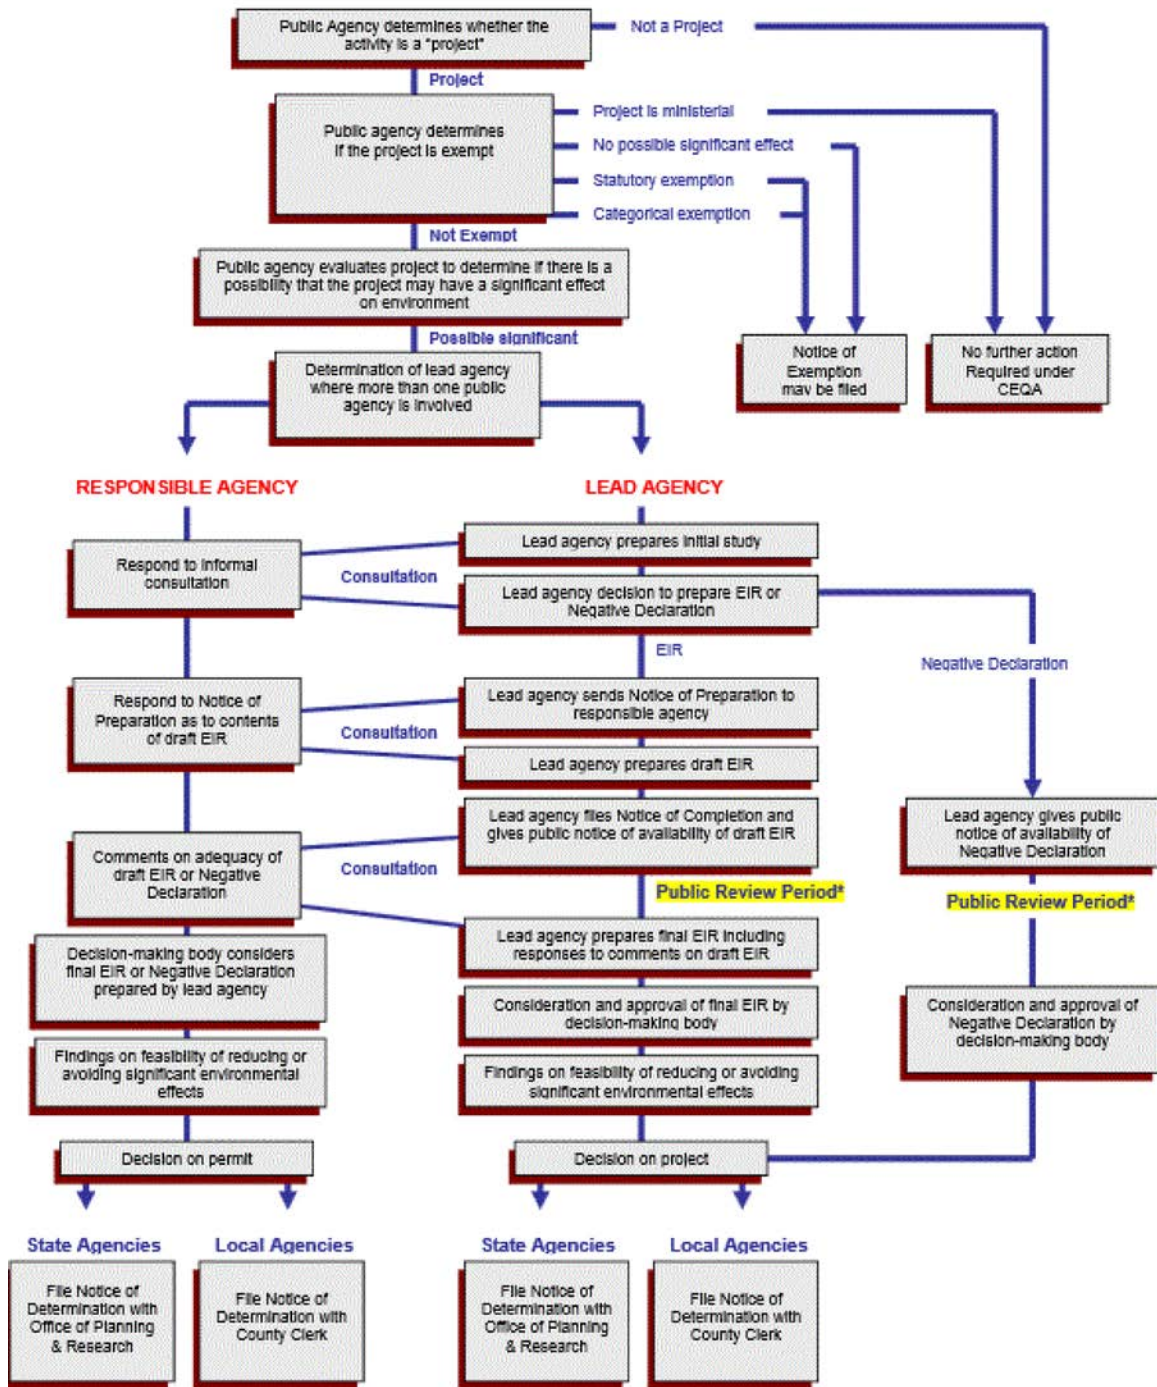 Public Agency determines whether the
activity is a "project"
Not a Project
Project
Public agency determines
if the project is exempt
Project is ministerial
No possible significant effect
Statutory exemption
Categorical exemption
Not Exempt
Public agency evaluates project to determine if there is a
possibility that the project may have a significant effect
on environment
Possible significant
Determination of lead agency
where more than one public
agency is involved
Notice of
Exemption
may be filed
No further action
Required under
CEQA
RESPONSIBLE AGENCY
LEAD AGENCY
Respond to informal
consultation
Consultation
Lead agency prepares initial study
Lead agency decision to prepare EIR or
Negative Declaration
EIR
Negative Declaration
Respond to Notice of
Preparation as to contents
of draft EIR
Consultation
Lead agency sends Notice of Preparation to
responsible agency
Lead agency prepares draft EIR
Lead agency files Notice of Completion and
gives public notice of availability of draft EIR
Lead agency gives public
notice of availability of
Negative Declaration
Comments on adequacy of
draft EIR or Negative
Declaration
Consultation
Public Review Period*
Public Review Period*
Lead agency prepares final EIR including
responses to comments on draft EIR
Decision-making body considers
final EIR or Negative Declaration
prepared by lead agency
Consideration and approval of final EIR by
decision-making body
Consideration and approval of
Negative Declaration by
decision-making body
Findings on feasibility of reducing or
avoiding significant environmental
effects
Findings on feasibility of reducing or avoiding
significant environmental effects
Decision on permit
Decision on project
State Agencies
Local Agencies
State Agencies
Local Agencies
File Notice of
Determination with
Office of Planning
& Research
File Notice of
Determination with
County Clerk
File Notice of
Determination with
Office of Planning
& Research
File Notice of
Determination with
County Clerk